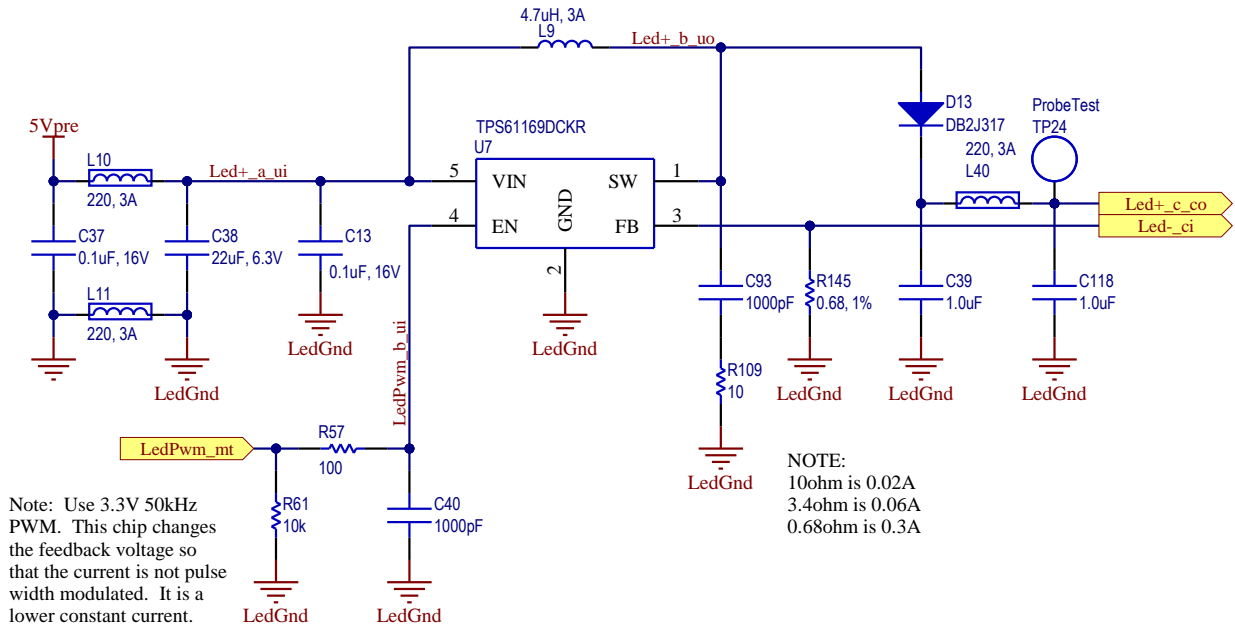 4.7uH, 3A
L9
Led+_b_uo
5Vpre
L10
220, 3A
Led+_a_ui
C37
0.1uF, 16V
C38
22uF, 6.3V
C13
0.1uF, 16V
L11
220, 3A
LedGnd
LedGnd
TPS61169DCKR
U7
5
VIN
SW
1
4
EN
GND
FB
3
2
LedGnd
D13
DB2J317
220, 3A
L40
ProbeTest
TP24
Led+_c_co
Led-_ci
C93
1000pF
R145
0.68, 1%
C39
1.0uF
C118
1.0uF
R109
10
LedGnd
LedGnd
LedGnd
LedGnd
LedPwm_b_ui
LedPwm_mt
R57
100
R61
10k
C40
1000pF
LedGnd
LedGnd
NOTE:
10ohm is 0.02A
3.4ohm is 0.06A
0.68ohm is 0.3A
Note: Use 3.3V 50kHz
PWM. This chip changes
the feedback voltage so
that the current is not pulse
width modulated. It is a
lower constant current.